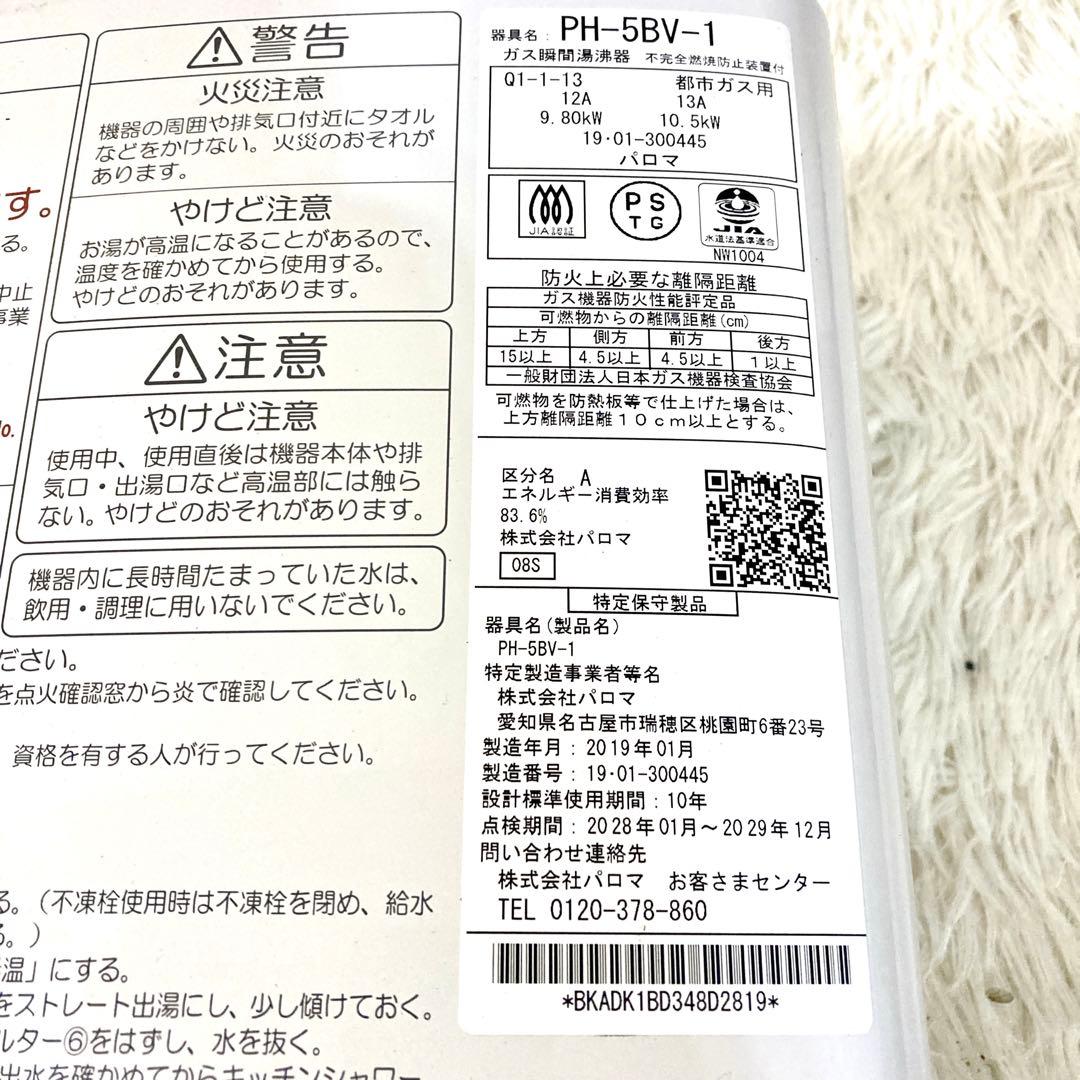 す。
る。
中止
事業
No.
警告
火災注意
機器の周囲や排気口付近にタオル
などをかけない。火災のおそれが
あります。
やけど注意
お湯が高温になることがあるので、
温度を確かめてから使用する。
やけどのおそれがあります。
注意
やけど注意
使用中、使用直後は機器本体や排
気口・出湯口など高温部には触ら
ない。やけどのおそれがあります。
機器内に長時間たまっていた水は、
飲用・調理に用いないでください。
ださい。
を点火確認窓から炎で確認してください。
資格を有する人が行ってください。
る。(不凍栓使用時は不凍栓を閉め、給水
る。)
温」にする。
をストレート出湯にし、少し傾けておく。
ルター⑥をはずし、水を抜く。
出水を確かめてからキッチンシャワー
器具名: PH-5BV-1
ガス瞬間湯沸器 不完全燃焼防止装置付
Q1-1-13 都市ガス用
12A 13A
9.80kW 10.5kW
19・01-300445
パロマ
JIA認証
PS
TG
JIA
水道法基準適合
NW1004
防火上必要な離隔距離
ガス機器防火性能評定品
可燃物からの離隔距離(cm)
上方 側方 前方 後方
15以上 4.5以上 4.5以上 1以上
一般財団法人日本ガス機器検査協会
可燃物を防熱板等で仕上げた場合は、
上方離隔距離10cm以上とする。
区分名 A
エネルギー消費効率
83.6%
株式会社パロマ
08S
特定保守製品
器具名(製品名)
PH-5BV-1
特定製造事業者等名
株式会社パロマ
愛知県名古屋市瑞穂区桃園町6番23号
製造年月: 2019年01月
製造番号: 19・01-300445
設計標準使用期間: 10年
点検期間: 2028年01月～2029年12月
問い合わせ連絡先
株式会社パロマ お客さまセンター
TEL 0120-378-860
*BKADK1BD348D2819*